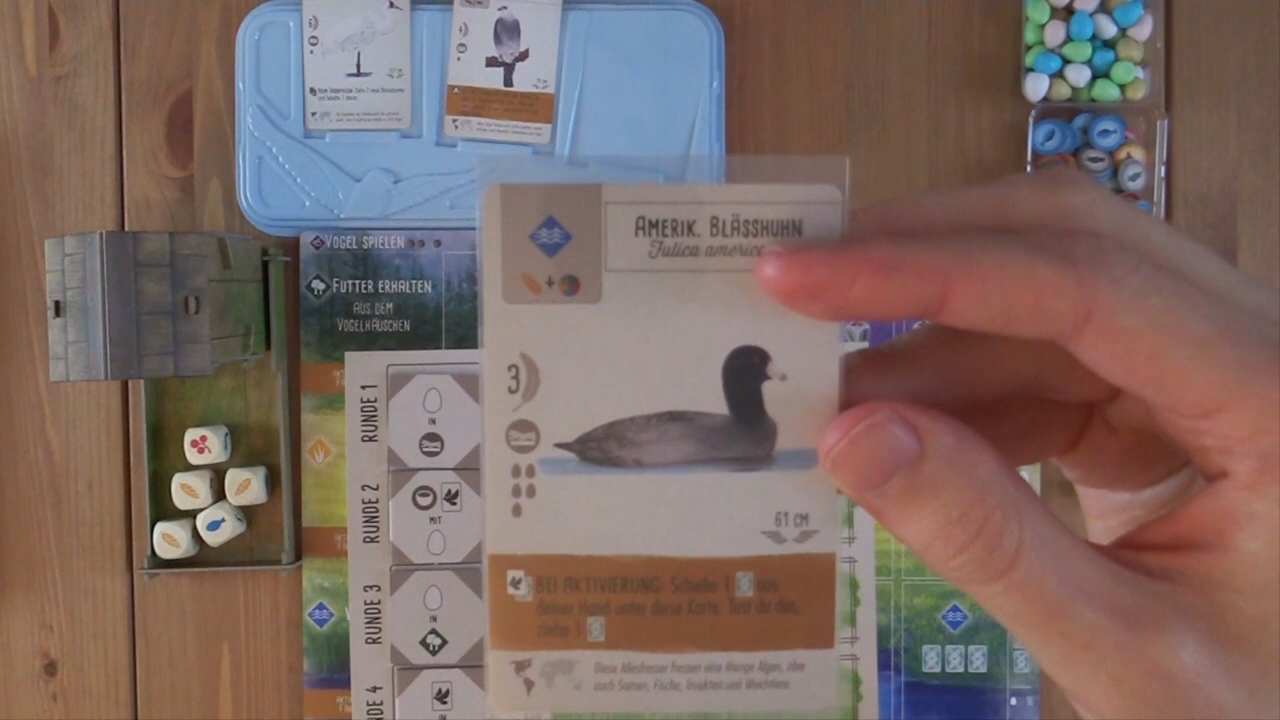 VOGEL SPIELEN
FUTTER ERHALTEN
AUS DEM
VOGELHÄUSCHEN
RUNDE 1
IN
RUNDE 2
MIT
RUNDE 3
IN
AMERIK. BLÄSSHUHN
Fulica americ
3
61 CM
BEI AKTIVIERUNG: Schiebe 1 aus
deiner Hand unter diese Karte. Tust du das,
ziehe 1
Diese Allesfresser fressen eine Menge Algen, aber
auch Samen, Fische, Insekten und Weichtiere.